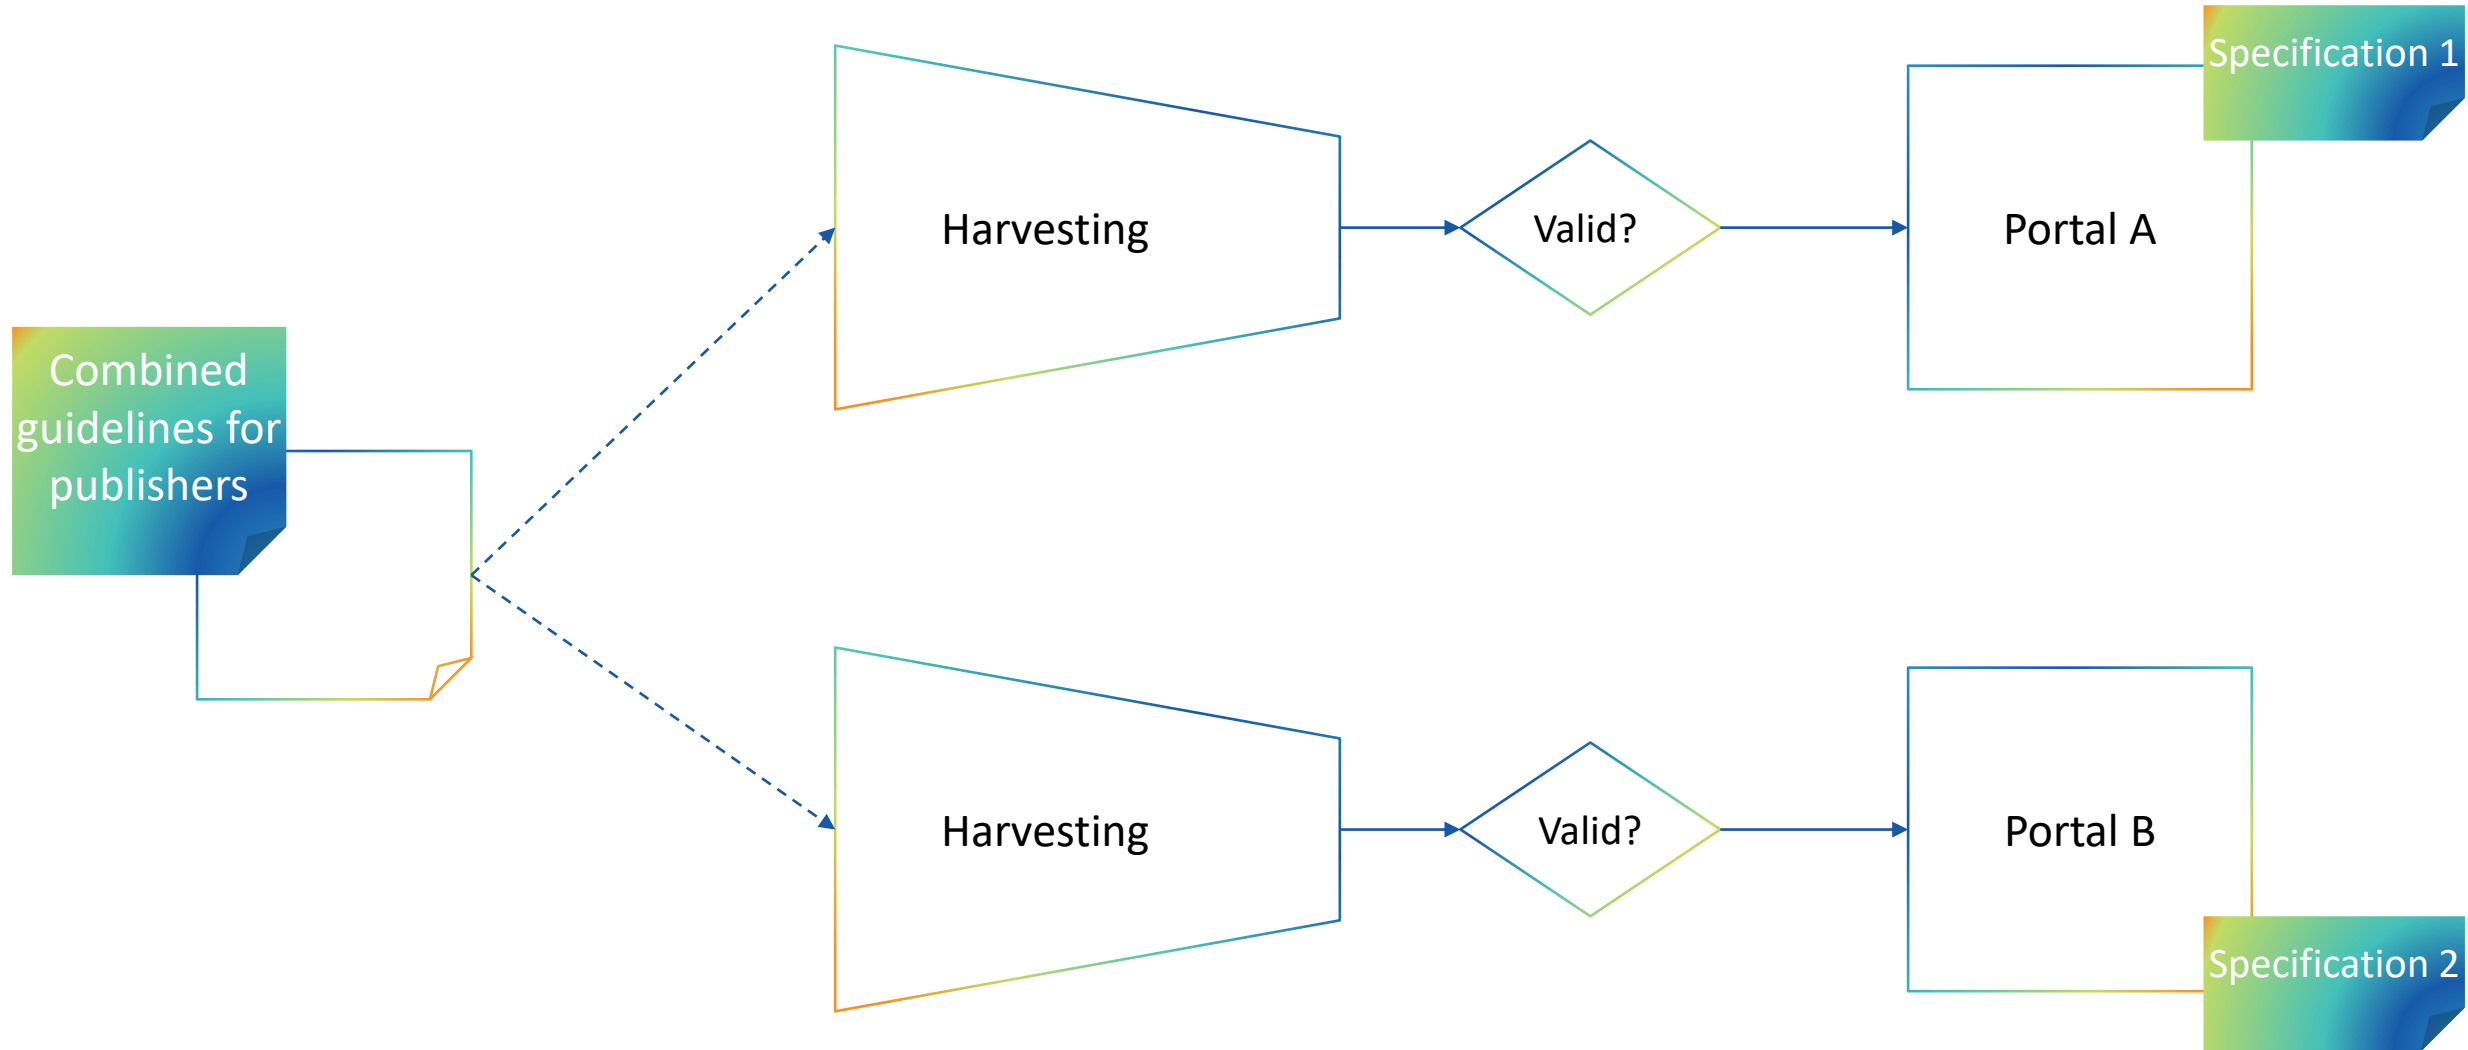 Specification 1
Harvesting
Valid?
Portal A
Combined
guidelines for
publishers
Harvesting
Valid?
Portal B
Specification 2